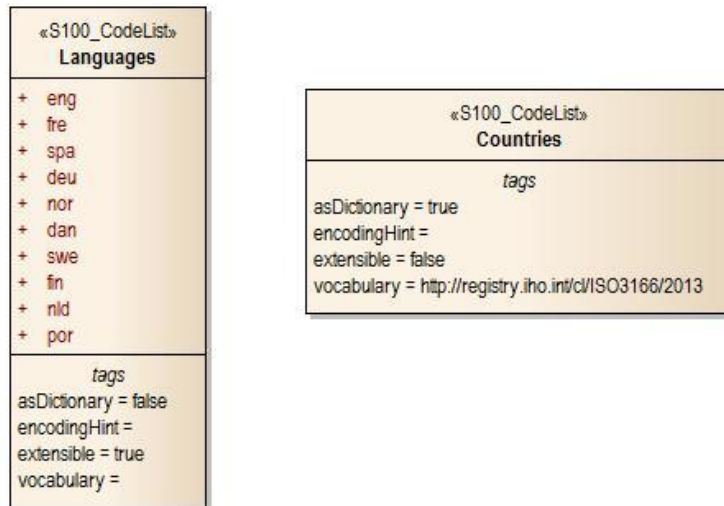 «S100_CodeList»
Languages
+ eng
+ fre
+ spa
+ deu
+ nor
+ dan
+ swe
+ fin
+ nld
+ por
tags
asDictionary = false
encodingHint =
extensible = true
vocabulary =
«S100_CodeList»
Countries
tags
asDictionary = true
encodingHint =
extensible = false
vocabulary = http://registry.iho.int/cl/ISO3166/2013